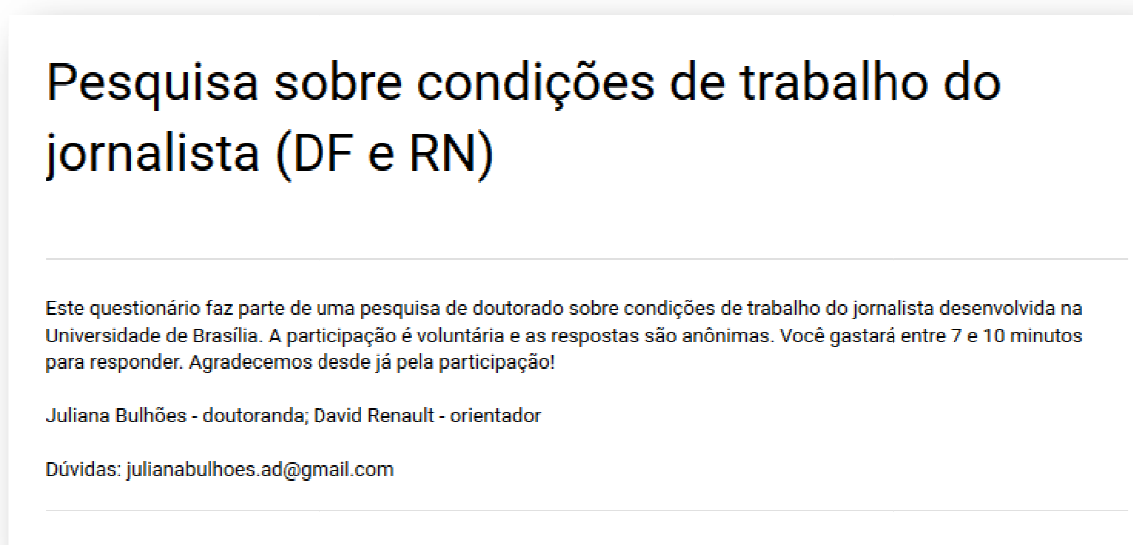 Pesquisa sobre condições de trabalho do
jornalista (DF e RN)
Este questionário faz parte de uma pesquisa de doutorado sobre condições de trabalho do jornalista desenvolvida na
Universidade de Brasília. A participação é voluntária e as respostas são anônimas. Você gastará entre 7 e 10 minutos
para responder. Agradecemos desde já pela participação!
Juliana Bulhões - doutoranda; David Renault - orientador
Dúvidas: julianabulhoes.ad@gmail.com